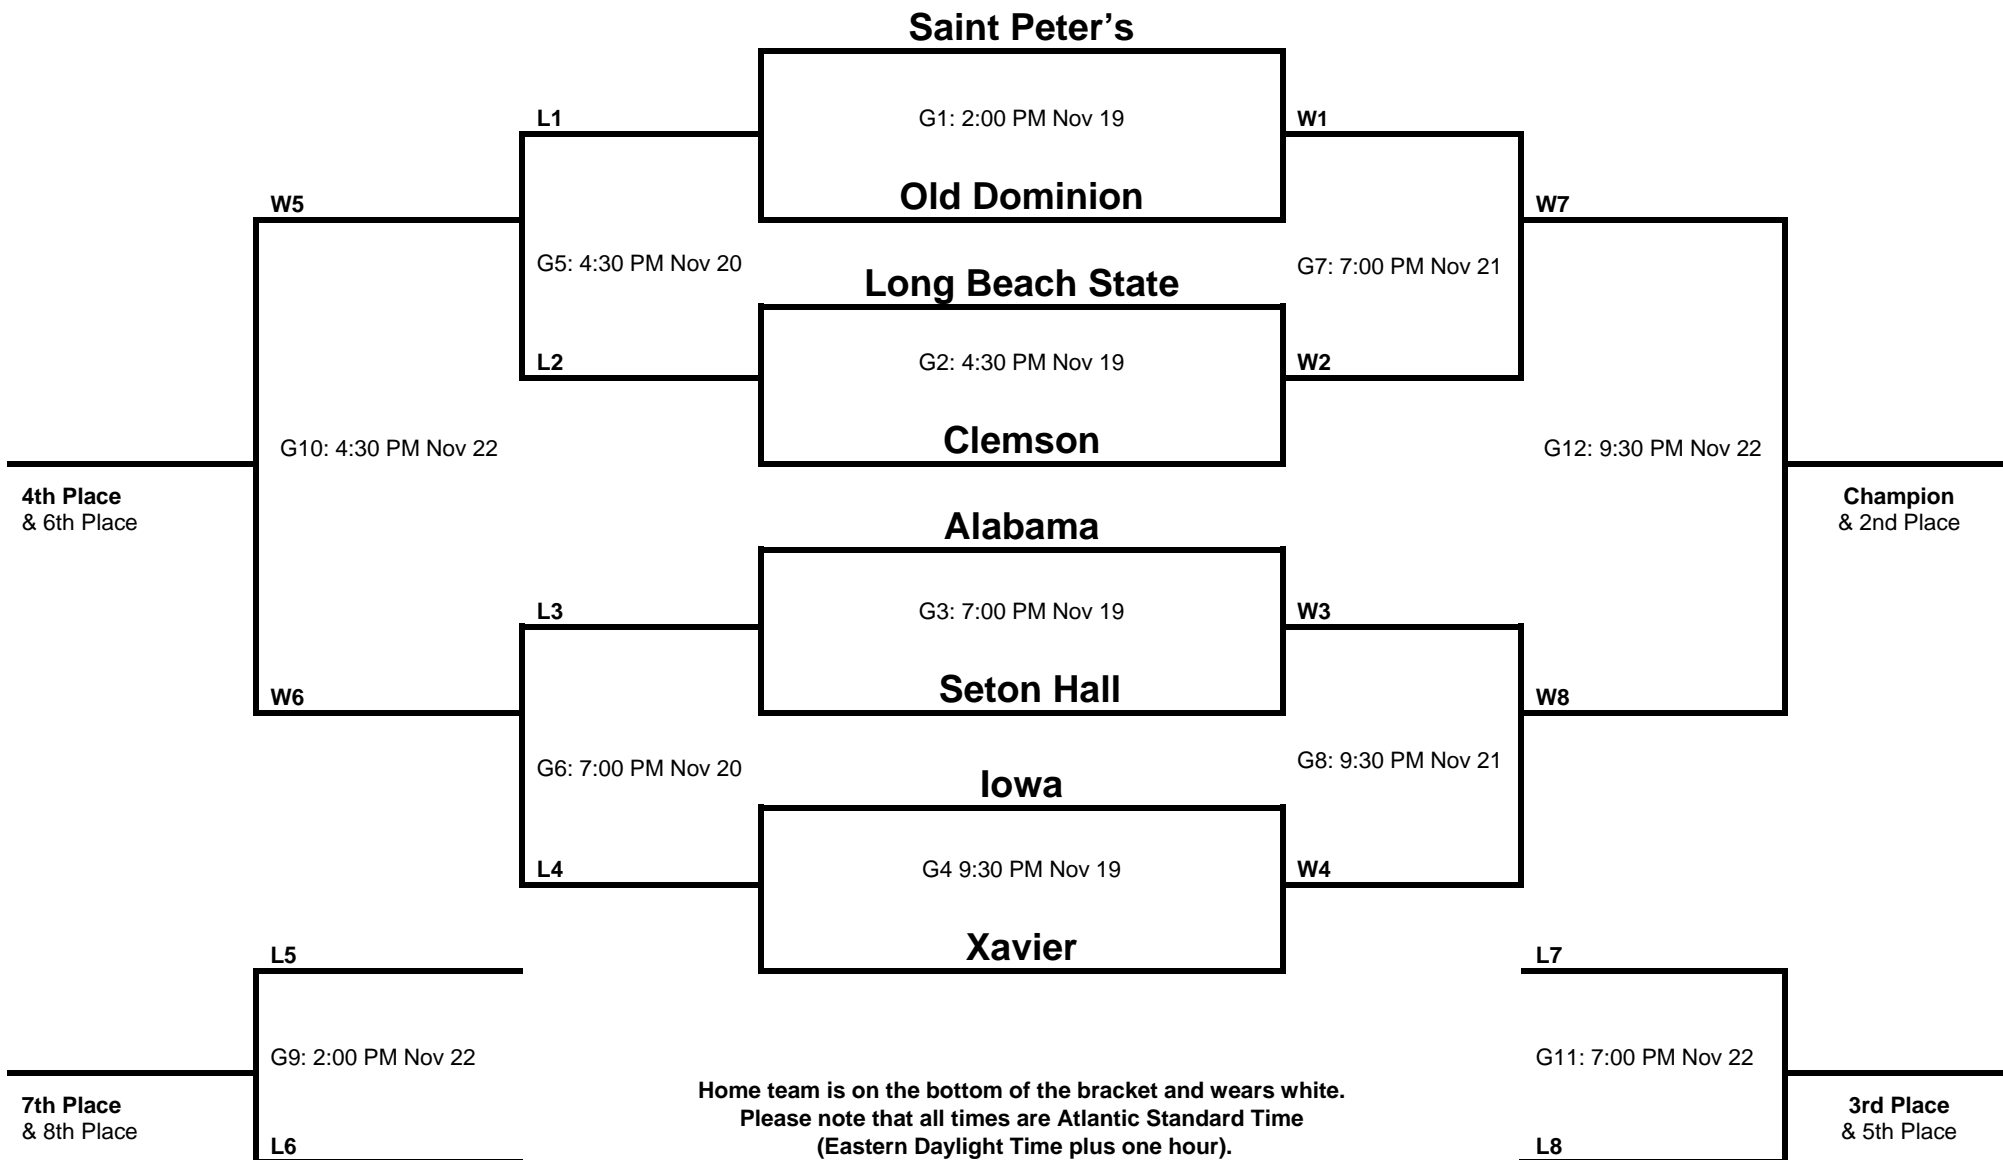 Saint Peter’s
L1
G1: 2:00 PM Nov 19
W1
Old Dominion
W5
W7
G5: 4:30 PM Nov 20
G7: 7:00 PM Nov 21
Long Beach State
L2
G2: 4:30 PM Nov 19
W2
Clemson
G10: 4:30 PM Nov 22
G12: 9:30 PM Nov 22
4th Place
& 6th Place
Champion
& 2nd Place
Alabama
L3
G3: 7:00 PM Nov 19
W3
Seton Hall
W6
W8
G6: 7:00 PM Nov 20
G8: 9:30 PM Nov 21
Iowa
L4
G4 9:30 PM Nov 19
W4
Xavier
L5
L7
G9: 2:00 PM Nov 22
G11: 7:00 PM Nov 22
7th Place
& 8th Place
L6
Home team is on the bottom of the bracket and wears white.
Please note that all times are Atlantic Standard Time
(Eastern Daylight Time plus one hour).
3rd Place
& 5th Place
L8